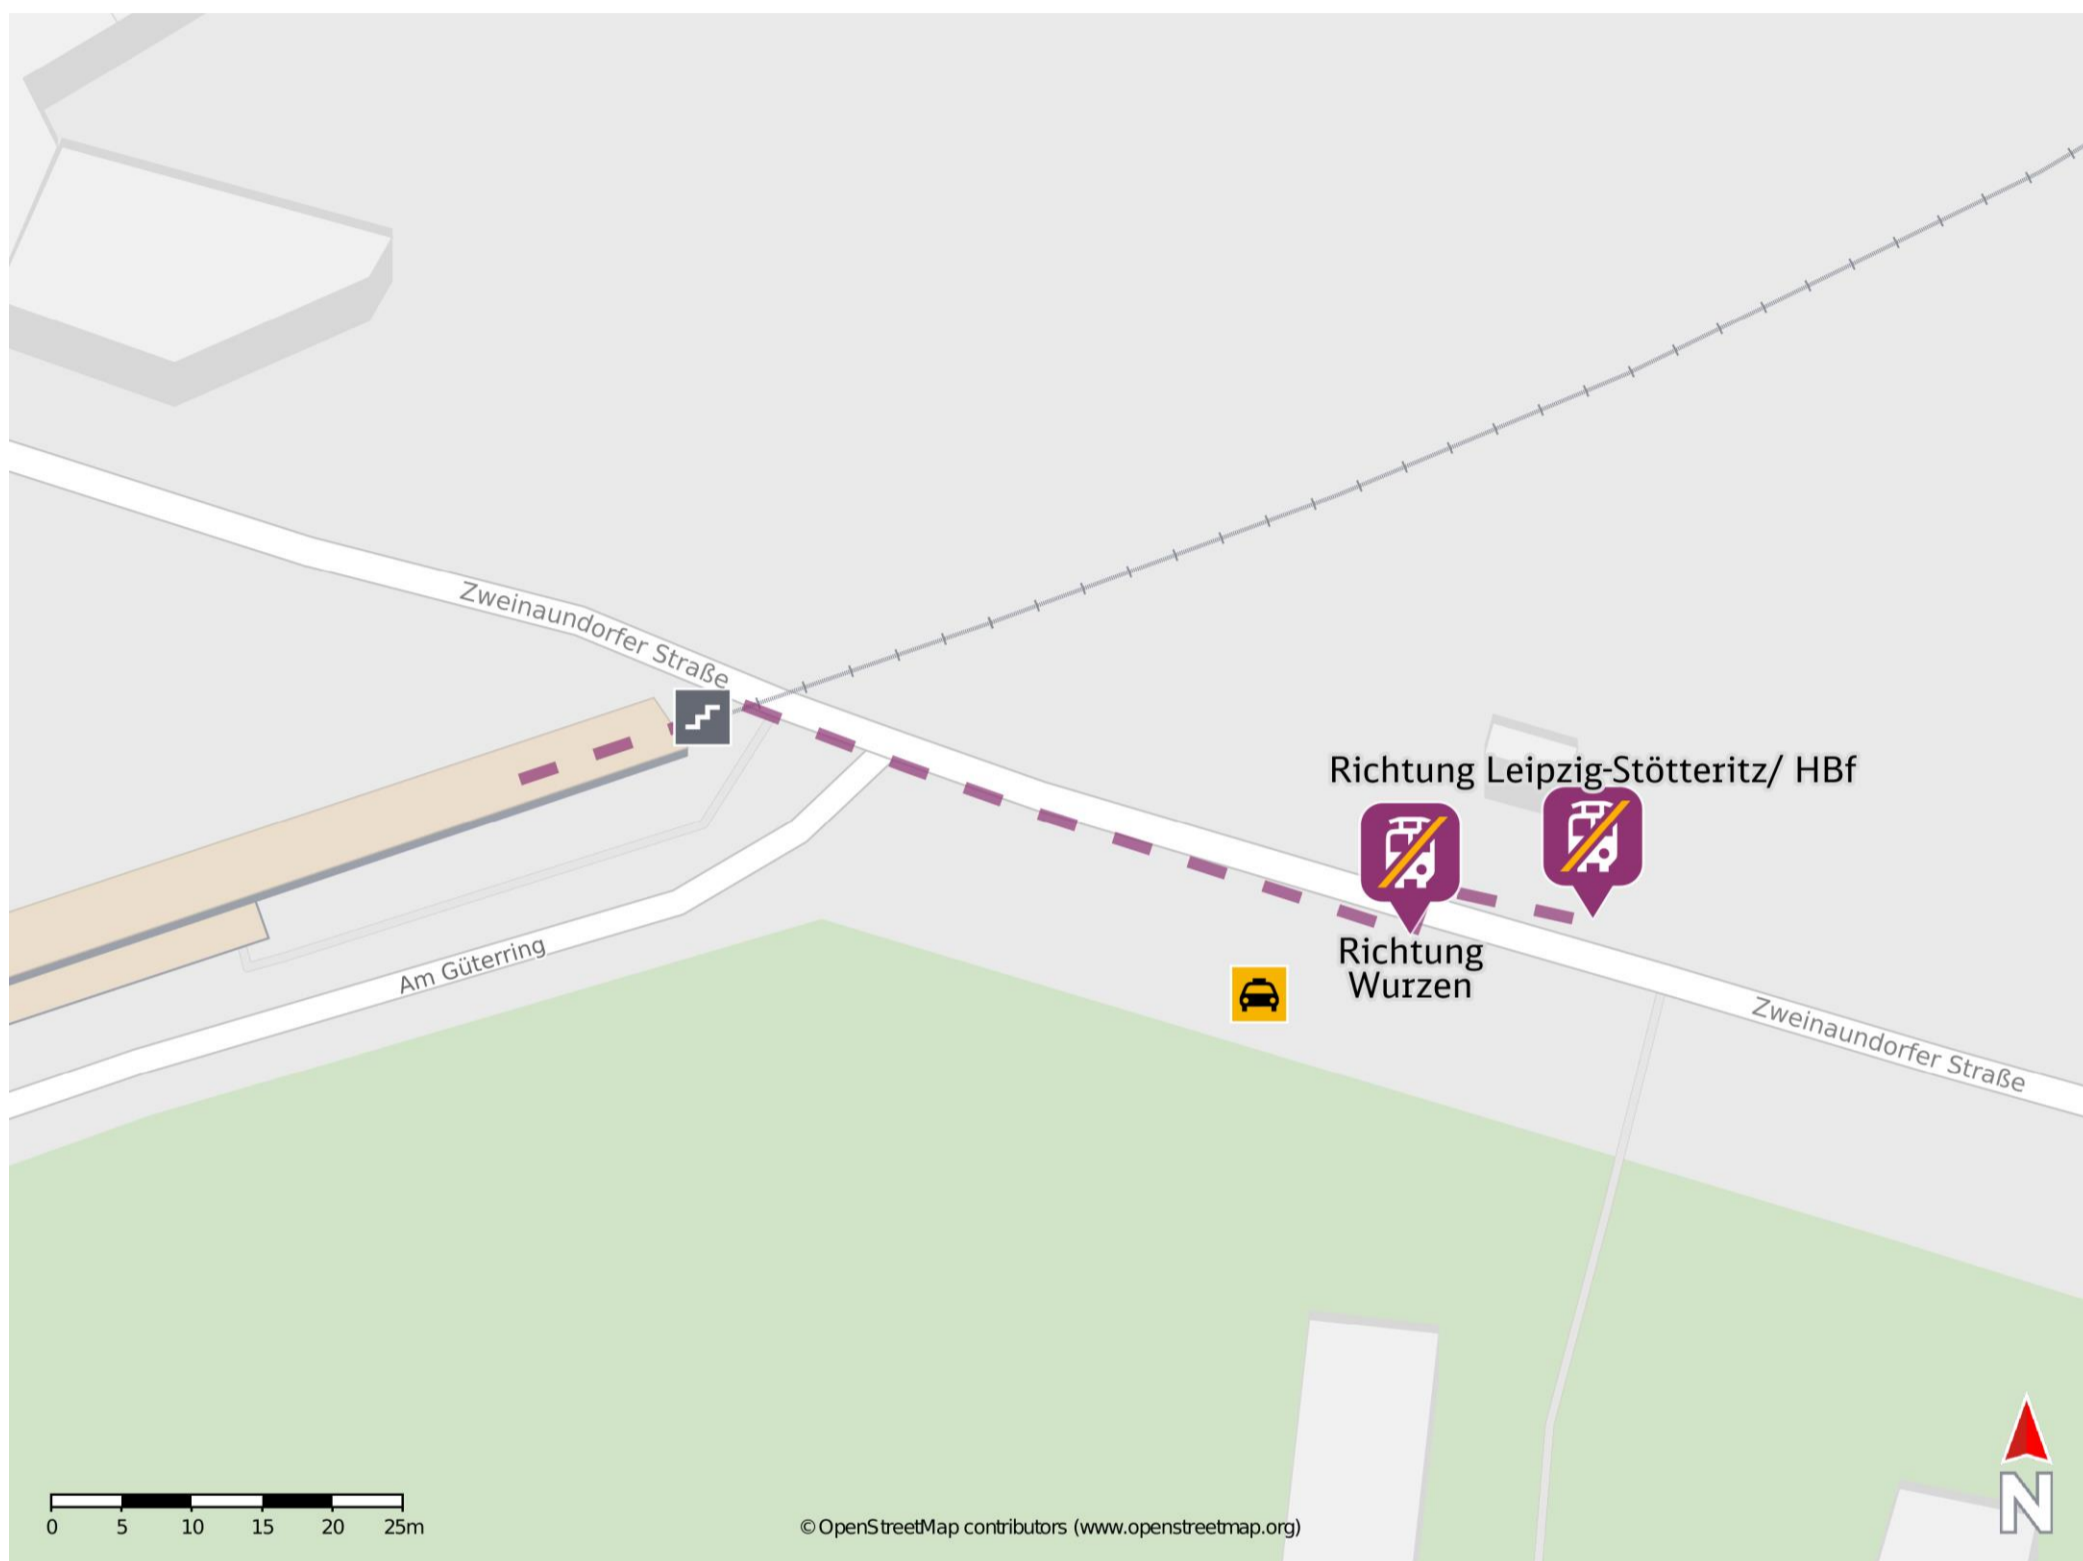 Zweinaundorfer Straße
Richtung Leipzig-Stötteritz/ HBf
Richtung
Wurzen
Am Güterring
Zweinaundorfer Straße
N
0 5 10 15 20 25m
© OpenStreetMap contributors (www.openstreetmap.org)